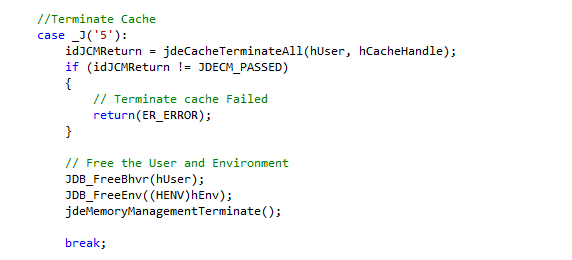 //Terminate Cache
case _J('5'):
idJCMReturn = jdeCacheTerminateAll(hUser, hCacheHandle);
if (idJCMReturn != JDECM_PASSED)
{
// Terminate cache Failed
return(ER_ERROR);
}
// Free the User and Environment
JDB_FreeBhvr(hUser);
JDB_FreeEnv((HENV)hEnv);
jdeMemoryManagementTerminate();
break;